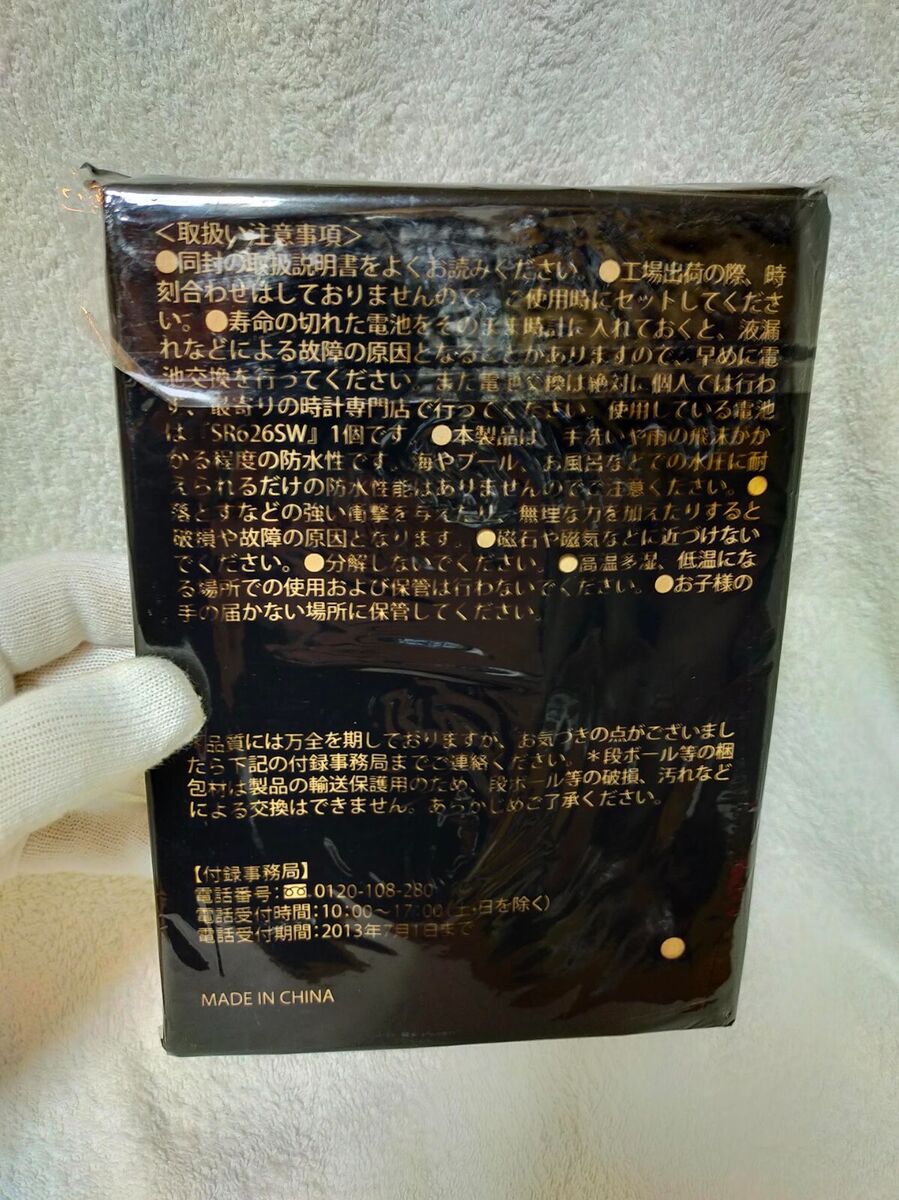 <取扱い注意事項>
●同封の取扱説明書をよくお読みください。●工場出荷の際、時
刻合わせはしておりませんので、ご使用時にセットしてくださ
い。●寿命の切れた電池をそのまま時計に入れておくと、液漏
れなどによる故障の原因となることがありますので、早めに電
池交換を行ってください。また電池交換は絶対に個人では行わ
ず、最寄りの時計専門店で行ってください。使用している電池
は『SR626SW』1個です。●本製品は、手洗いや雨の飛沫がか
かる程度の防水性です。海やプール、お風呂などでの水圧に耐
えられるだけの防水性能はありませんのでご注意ください。●
落とすなどの強い衝撃を与えたり、無理な力を加えたりすると
破損や故障の原因となります。●磁石や磁気などに近づけない
でください。●分解しないでください。●高温多湿、低温にな
る場所での使用および保管は行わないでください。●お子様の
手の届かない場所に保管してください。
品質には万全を期しておりますが、お気づきの点がございまし
たら下記の付録事務局までご連絡ください。*段ボール等の梱
包材は製品の輸送保護用のため、段ボール等の破損、汚れなど
による交換はできません。あらかじめご了承ください。
【付録事務局】
電話番号：0120-108-280
電話受付時間：10:00〜17:00（土・日を除く）
電話受付期間：2013年7月1日まで
MADE IN CHINA